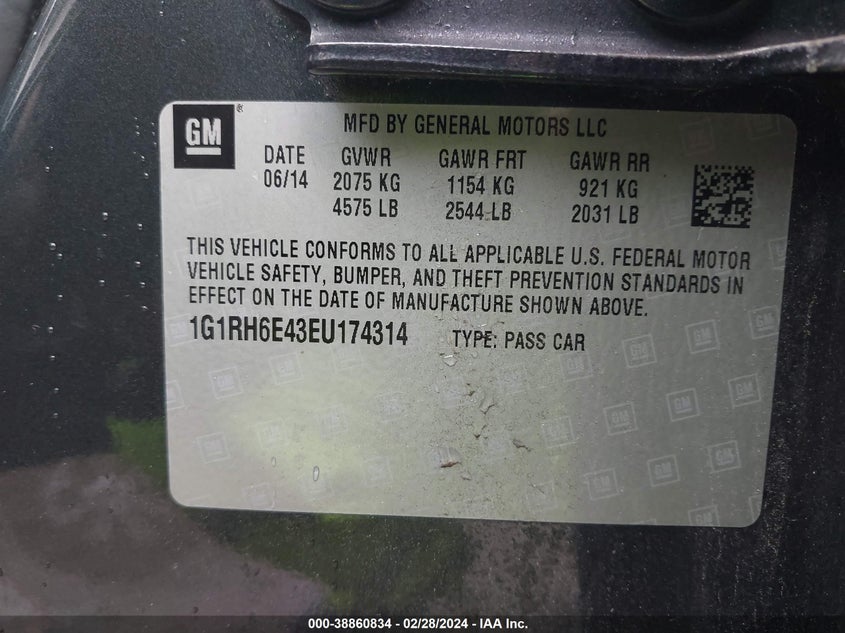 GM®
MFD BY GENERAL MOTORS LLC
DATE GVWR GAWR FRT GAWR RR
06/14 2075 KG 1154 KG 921 KG
4575 LB 2544 LB 2031 LB
THIS VEHICLE CONFORMS TO ALL APPLICABLE U.S. FEDERAL MOTOR
VEHICLE SAFETY, BUMPER, AND THEFT PREVENTION STANDARDS IN
EFFECT ON THE DATE OF MANUFACTURE SHOWN ABOVE.
1G1RH6E43EU174314 TYPE: PASS CAR
000-38860834 - 02/28/2024 - IAA Inc.